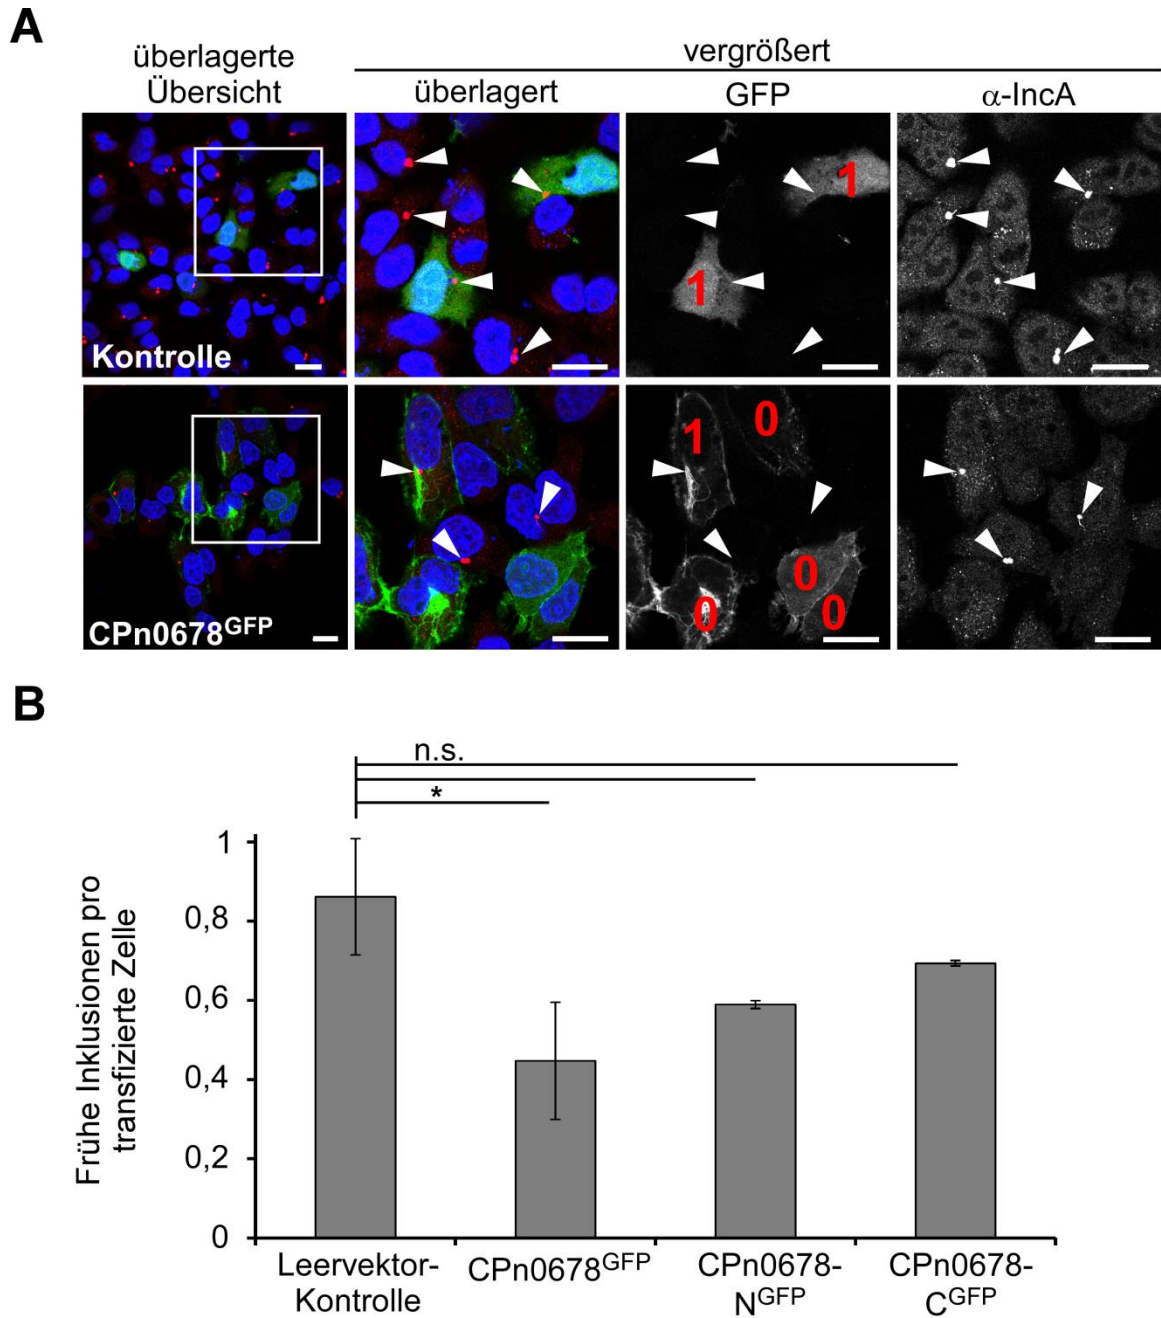 A
überlagerte
Übersicht
vergrößert
überlagert
GFP
α-IncA
Kontrolle
1
1
CPn0678GFP
1
0
0
0
0
B
n.s.
*
Frühe Inklusionen pro
transfizierte Zelle
1
0,8
0,6
0,4
0,2
0
Leervektor-
Kontrolle
CPn0678GFP
CPn0678-
NGFP
CPn0678-
CGFP